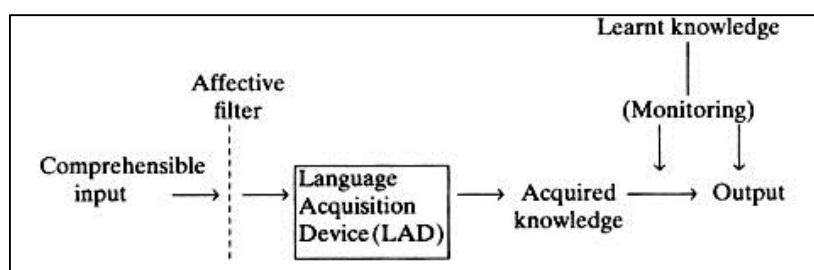 Learnt knowledge
Affective
filter
(Monitoring)
Comprehensible
input
Language
Acquisition
Device (LAD)
Acquired
knowledge
Output